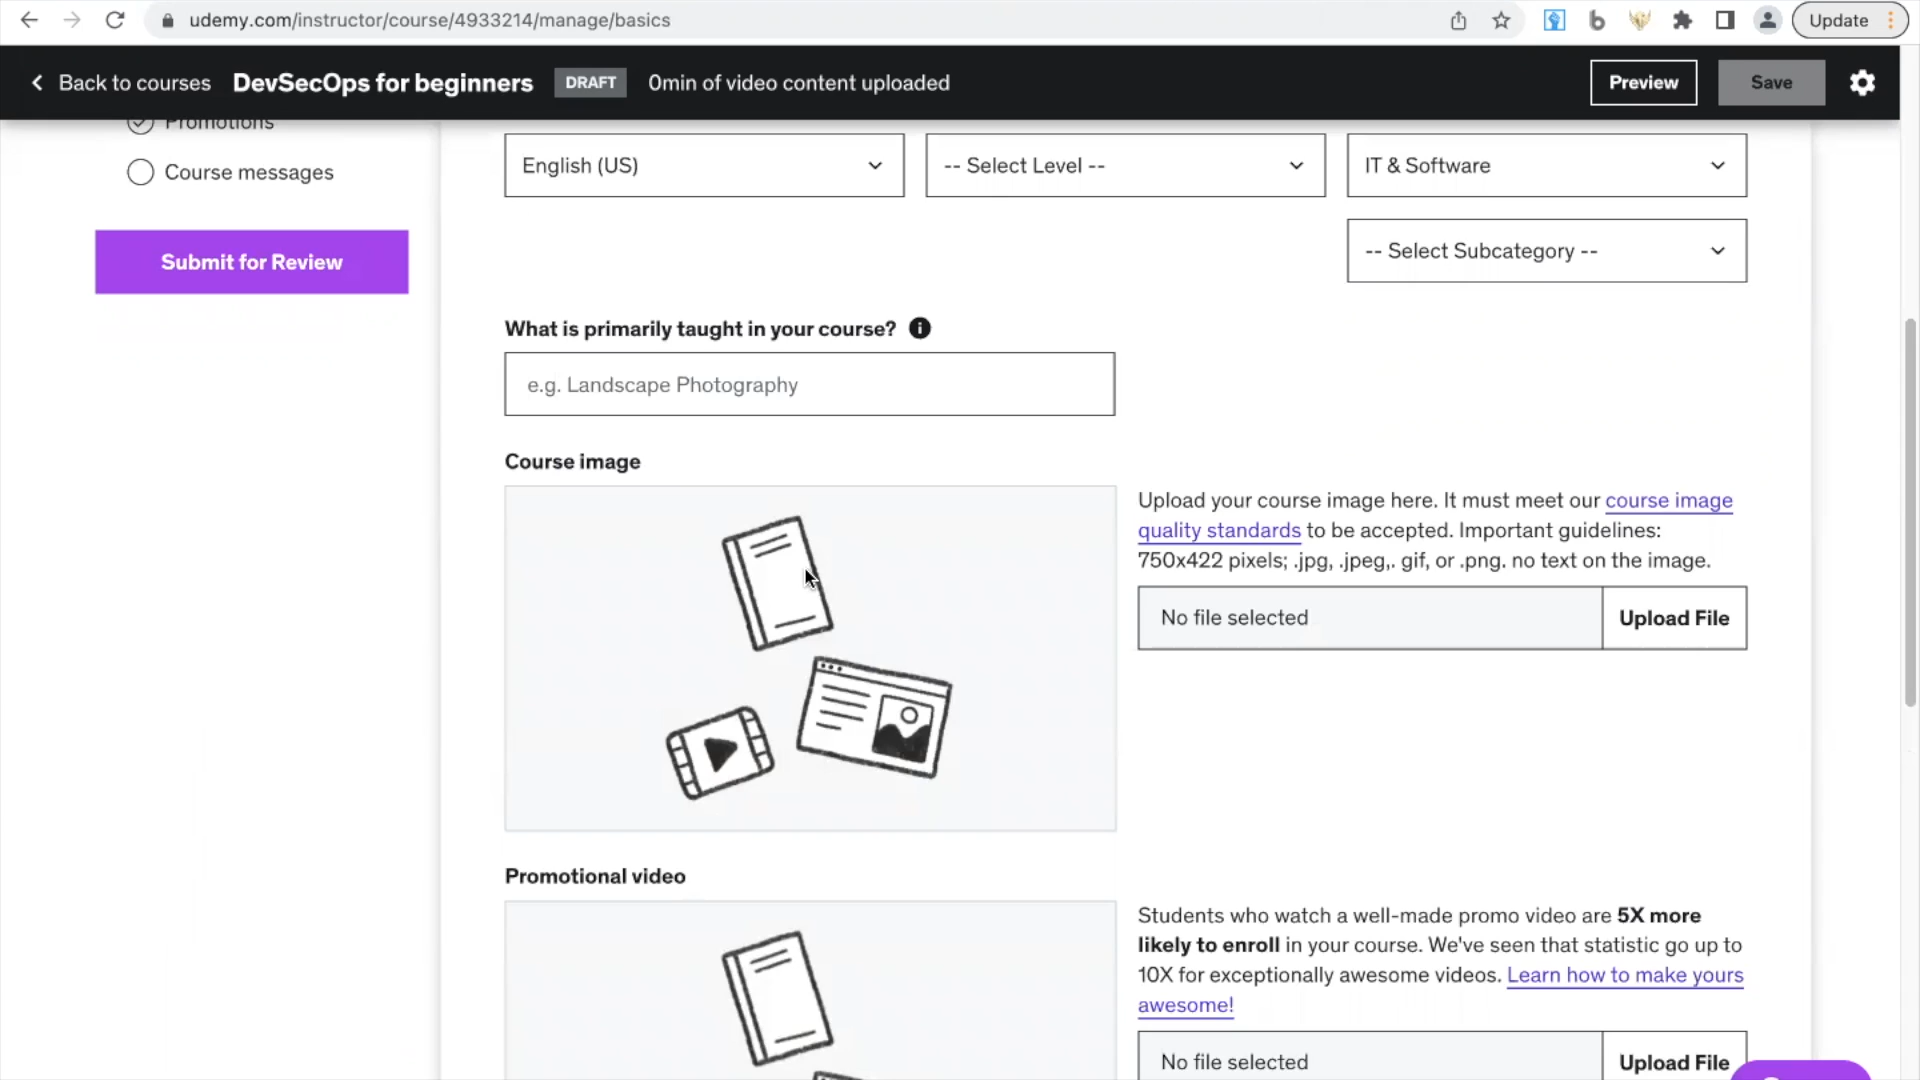 udemy.com/instructor/course/4933214/manage/basics
Update
Back to courses
DevSecOps for beginners
DRAFT
0min of video content uploaded
Preview
Save
Promotions
Course messages
Submit for Review
English (US)
-- Select Level --
IT & Software
-- Select Subcategory --
What is primarily taught in your course?
e.g. Landscape Photography
Course image
Upload your course image here. It must meet our course image
quality standards to be accepted. Important guidelines:
750x422 pixels; .jpg, .jpeg,. gif, or .png. no text on the image.
No file selected
Upload File
Promotional video
Students who watch a well-made promo video are 5X more
likely to enroll in your course. We've seen that statistic go up to
10X for exceptionally awesome videos. Learn how to make yours
awesome!
No file selected
Upload File